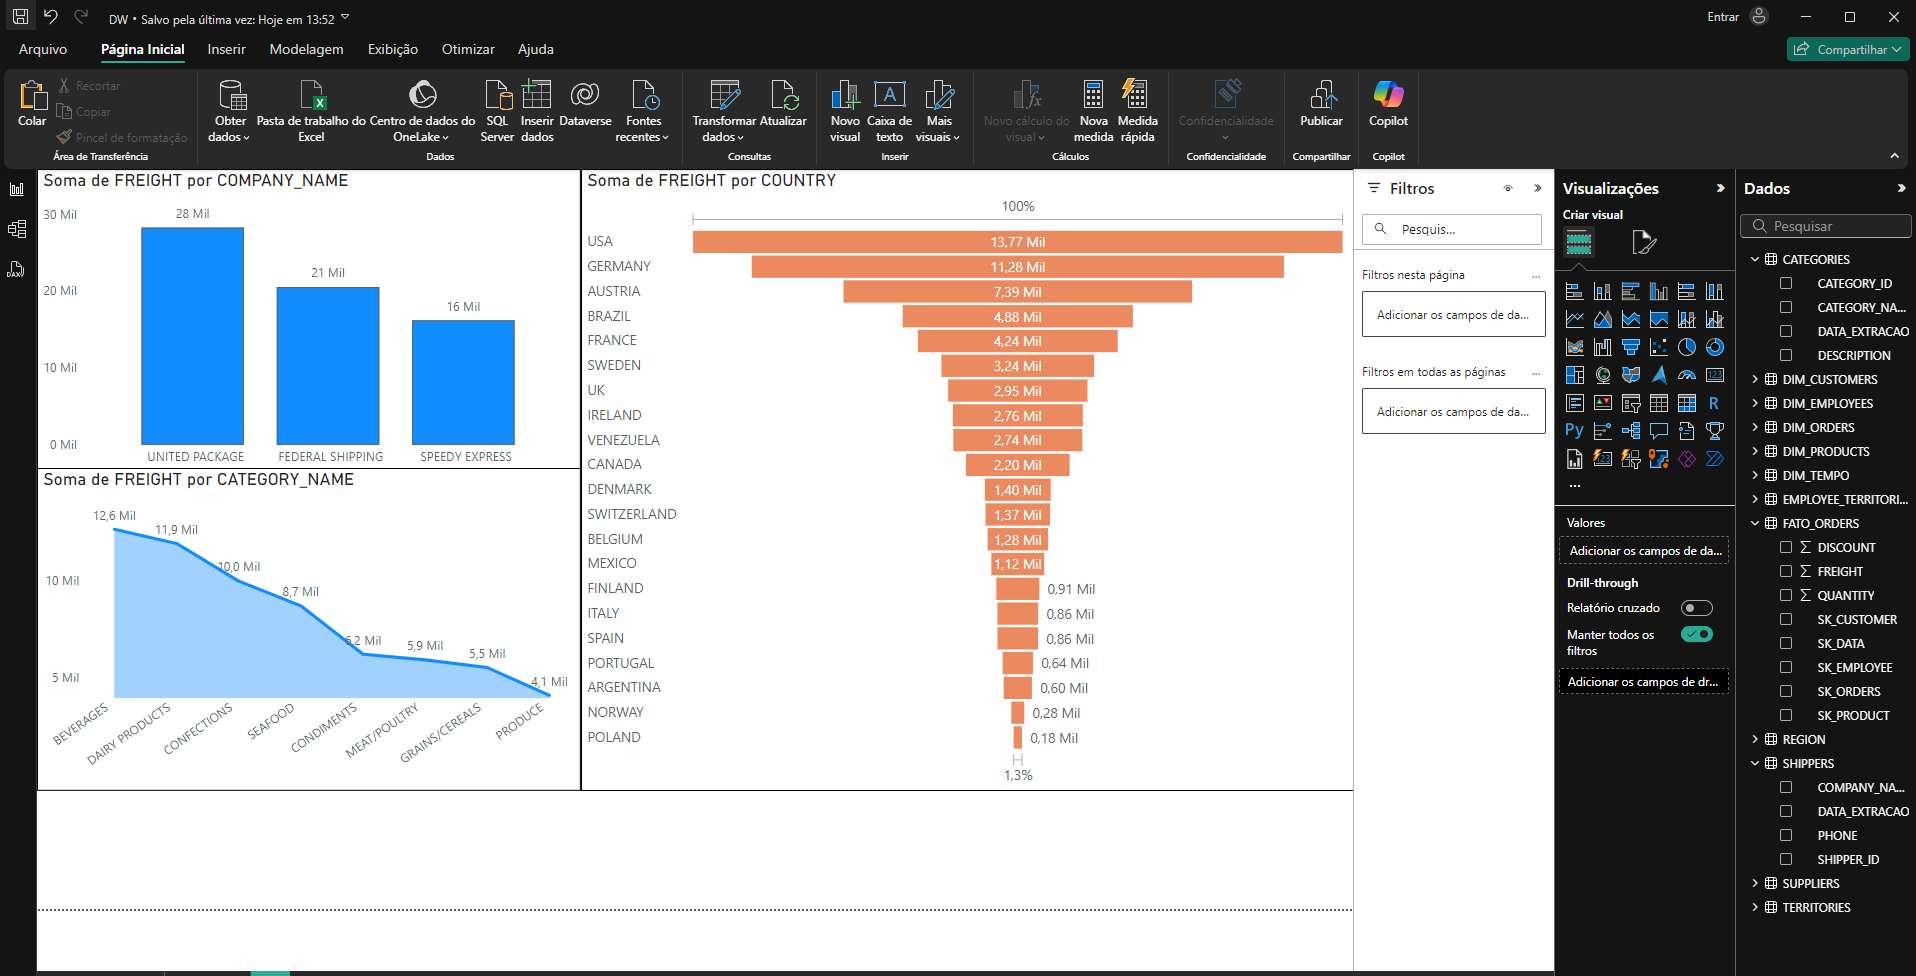 DW • Salvo pela última vez: Hoje em 13:52
Entrar
Arquivo
Página Inicial
Inserir
Modelagem
Exibição
Otimizar
Ajuda
Compartilhar
Colar
Recortar
Copiar
Pincel de formatação
Área de Transferência
Obter dados
Pasta de trabalho do Excel
Centro de dados do OneLake
SQL Server
Inserir dados
Dataverse
Fontes recentes
Dados
Transformar dados
Atualizar
Consultas
Novo visual
Caixa de texto
Mais visuais
Inserir
Novo cálculo do visual
Nova medida
Medida rápida
Cálculos
Confidencialidade
Confidencialidade
Publicar
Compartilhar
Copilot
Copilot
Soma de FREIGHT por COMPANY_NAME
30 Mil
20 Mil
10 Mil
0 Mil
28 Mil
21 Mil
16 Mil
UNITED PACKAGE
FEDERAL SHIPPING
SPEEDY EXPRESS
Soma de FREIGHT por CATEGORY_NAME
10 Mil
5 Mil
12,6 Mil
11,9 Mil
10,0 Mil
8,7 Mil
6,2 Mil
5,9 Mil
5,5 Mil
4,1 Mil
BEVERAGES
DAIRY PRODUCTS
CONFECTIONS
SEAFOOD
CONDIMENTS
MEAT/POULTRY
GRAINS/CEREALS
PRODUCE
Soma de FREIGHT por COUNTRY
100%
USA 13,77 Mil
GERMANY 11,28 Mil
AUSTRIA 7,39 Mil
BRAZIL 4,88 Mil
FRANCE 4,24 Mil
SWEDEN 3,24 Mil
UK 2,95 Mil
IRELAND 2,76 Mil
VENEZUELA 2,74 Mil
CANADA 2,20 Mil
DENMARK 1,40 Mil
SWITZERLAND 1,37 Mil
BELGIUM 1,28 Mil
MEXICO 1,12 Mil
FINLAND 0,91 Mil
ITALY 0,86 Mil
SPAIN 0,86 Mil
PORTUGAL 0,64 Mil
ARGENTINA 0,60 Mil
NORWAY 0,28 Mil
POLAND 0,18 Mil
1,3%
Filtros
Pesquis...
Filtros nesta página
...
Adicionar os campos de da...
Filtros em todas as páginas
...
Adicionar os campos de da...
Visualizações
Criar visual
123
R
Py
123
...
Valores
Adicionar os campos de da...
Drill-through
Relatório cruzado
Manter todos os
filtros
Adicionar os campos de dr...
Dados
Pesquisar
CATEGORIES
CATEGORY_ID
CATEGORY_NA...
DATA_EXTRACAO
DESCRIPTION
DIM_CUSTOMERS
DIM_EMPLOYEES
DIM_ORDERS
DIM_PRODUCTS
DIM_TEMPO
EMPLOYEE_TERRITORI...
FATO_ORDERS
∑ DISCOUNT
∑ FREIGHT
∑ QUANTITY
SK_CUSTOMER
SK_DATA
SK_EMPLOYEE
SK_ORDERS
SK_PRODUCT
REGION
SHIPPERS
COMPANY_NA...
DATA_EXTRACAO
PHONE
SHIPPER_ID
SUPPLIERS
TERRITORIES